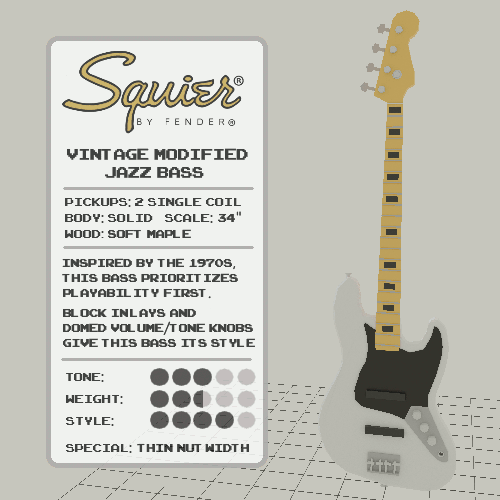 Squier®
BY FENDER®
VINTAGE MODIFIED
JAZZ BASS
PICKUPS: 2 SINGLE COIL
BODY: SOLID SCALE: 34"
WOOD: SOFT MAPLE
INSPIRED BY THE 1970S,
THIS BASS PRIORITIZES
PLAYABILITY FIRST.
BLOCK INLAYS AND
DOMED VOLUME/TONE KNOBS
GIVE THIS BASS ITS STYLE
TONE:
WEIGHT:
STYLE:
SPECIAL: THIN NUT WIDTH